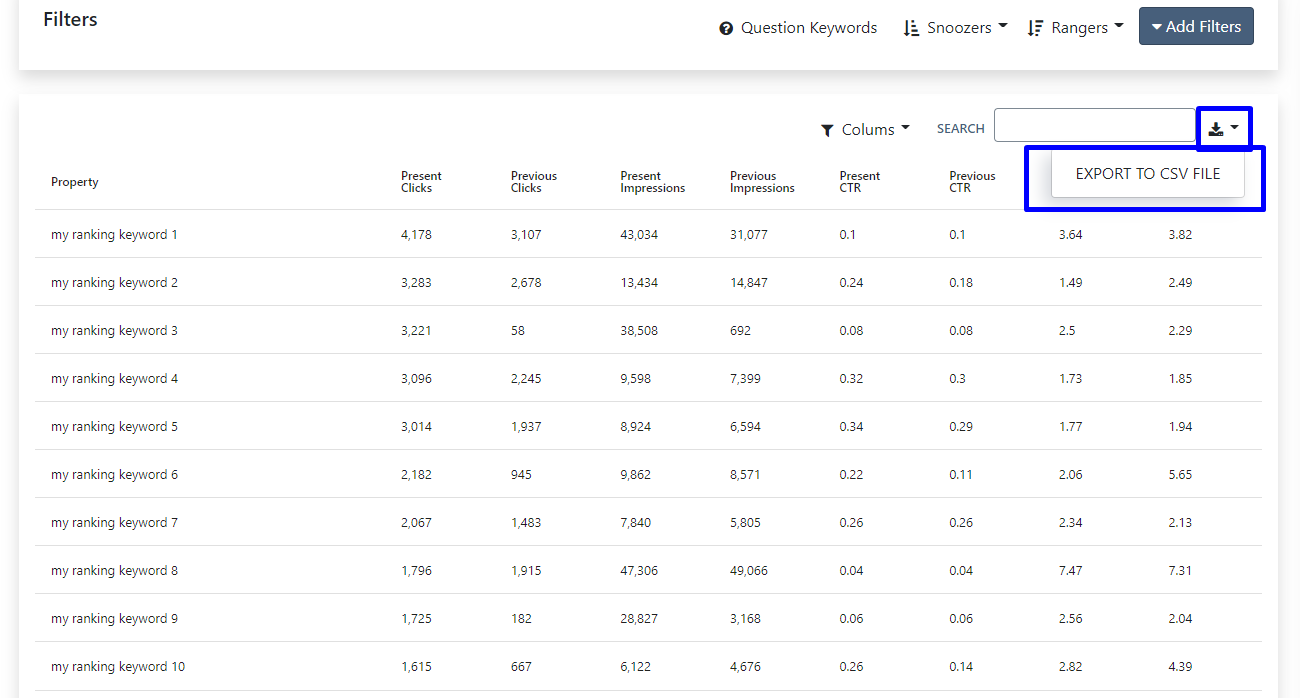 Filters
Question Keywords Snoozers Rangers Add Filters
Colums SEARCH
EXPORT TO CSV FILE
Property Present Clicks Previous Clicks Present Impressions Previous Impressions Present CTR Previous CTR
my ranking keyword 1 4,178 3,107 43,034 31,077 0.1 0.1 3.64 3.82
my ranking keyword 2 3,283 2,678 13,434 14,847 0.24 0.18 1.49 2.49
my ranking keyword 3 3,221 58 38,508 692 0.08 0.08 2.5 2.29
my ranking keyword 4 3,096 2,245 9,598 7,399 0.32 0.3 1.73 1.85
my ranking keyword 5 3,014 1,937 8,924 6,594 0.34 0.29 1.77 1.94
my ranking keyword 6 2,182 945 9,862 8,571 0.22 0.11 2.06 5.65
my ranking keyword 7 2,067 1,483 7,840 5,805 0.26 0.26 2.34 2.13
my ranking keyword 8 1,796 1,915 47,306 49,066 0.04 0.04 7.47 7.31
my ranking keyword 9 1,725 182 28,827 3,168 0.06 0.06 2.56 2.04
my ranking keyword 10 1,615 667 6,122 4,676 0.26 0.14 2.82 4.39